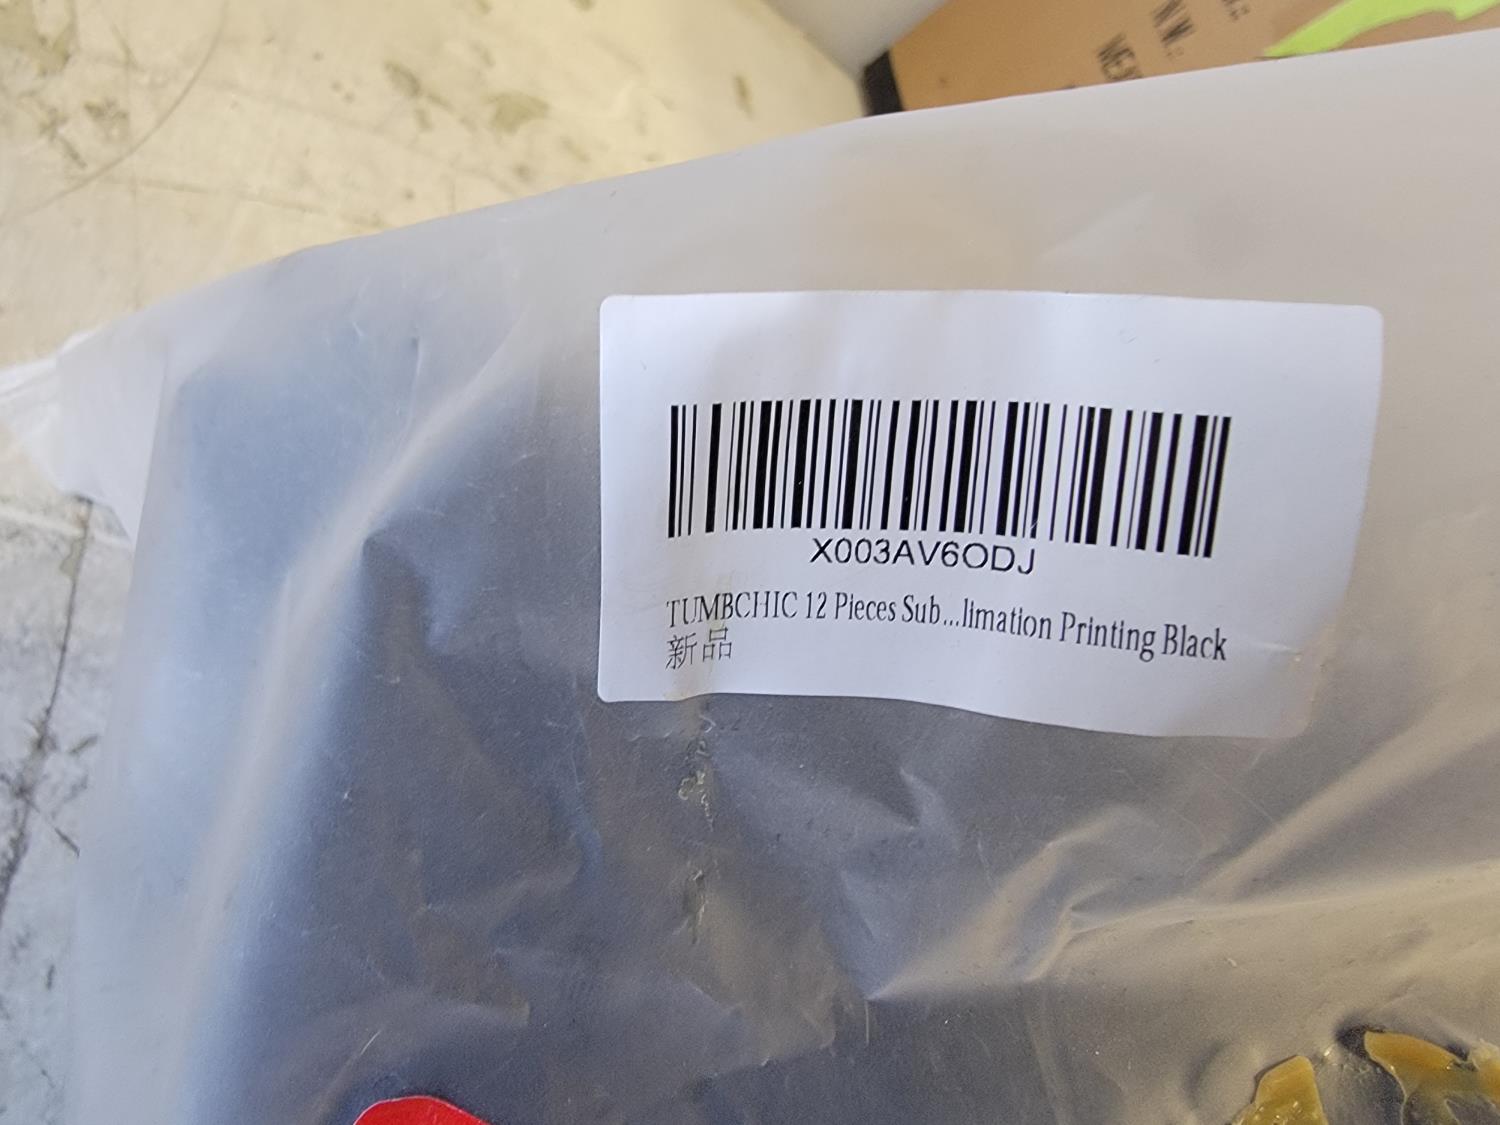 N.W.:
X003AV6ODJ
TUMBCHIC 12 Pieces Sub...limation Printing Black
新品